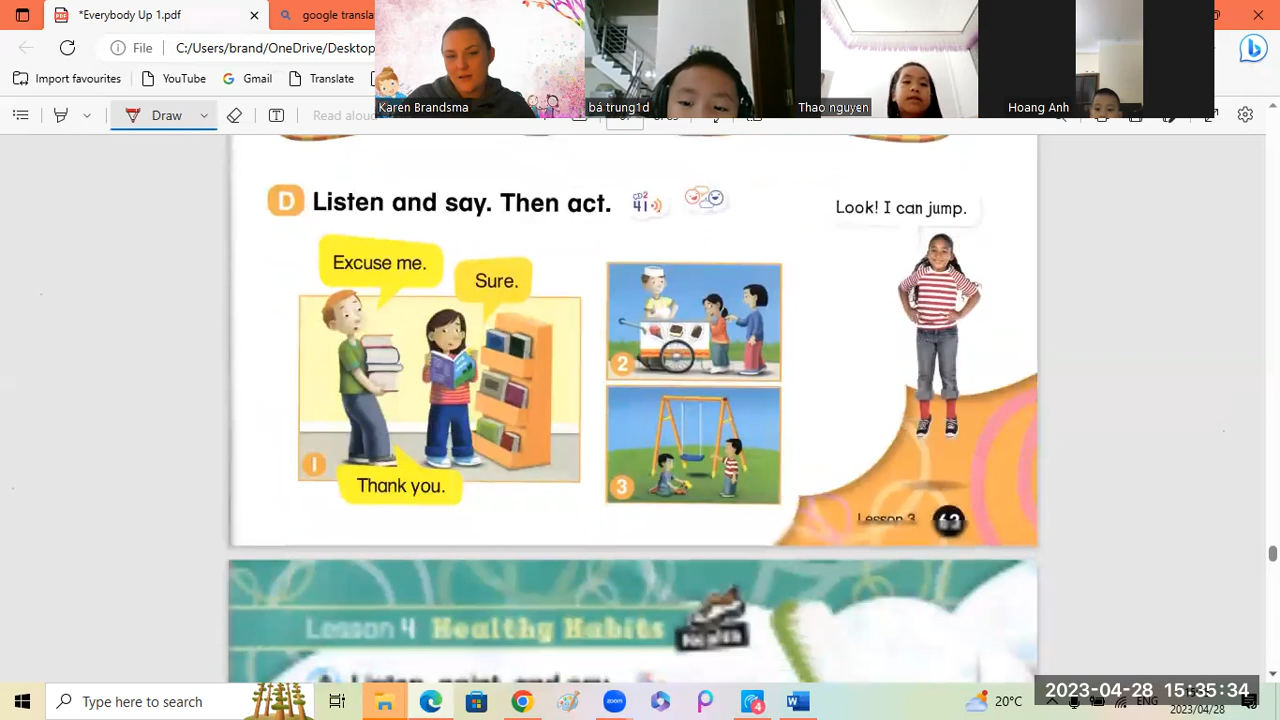 *Everybody Up 1.pdf
google translate
File
C:/Users/brand/OneDrive/Desktop
Import favourites
YouTube
Gmail
Translate
Karen Brandsma
bá trung1d
Thao nguyen
Hoang Anh
Draw
Read aloud
D Listen and say. Then act.
CD2
41
Look! I can jump.
Excuse me.
Sure.
2
1
Thank you.
3
Lesson 3
Lesson 4 Healthy Habits
Type here to search
4
20°C
ENG
2023-04-28 15:35:34
2023/04/28